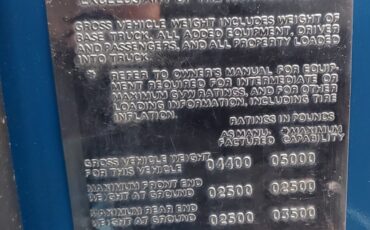 GROSS VEHICLE WEIGHT INCLUDES WEIGHT OF
BASE TRUCK, ALL ADDED EQUIPMENT, DRIVER
AND PASSENGERS, AND ALL PROPERTY LOADED
INTO TRUCK
* REFER TO OWNER'S MANUAL FOR EQUIP-
MENT REQUIRED FOR INTERMEDIATE OR
MAXIMUM GVW RATINGS, AND FOR OTHER
LOADING INFORMATION, INCLUDING TIRE
INFLATION.
RATINGS IN POUNDS
AS MANU- *MAXIMUM
FACTURED CAPABILITY
GROSS VEHICLE WEIGHT
FOR THIS VEHICLE 04400 05000
MAXIMUM FRONT END
WEIGHT AT GROUND 02500 02500
MAXIMUM REAR END
WEIGHT AT GROUND 02500 03500